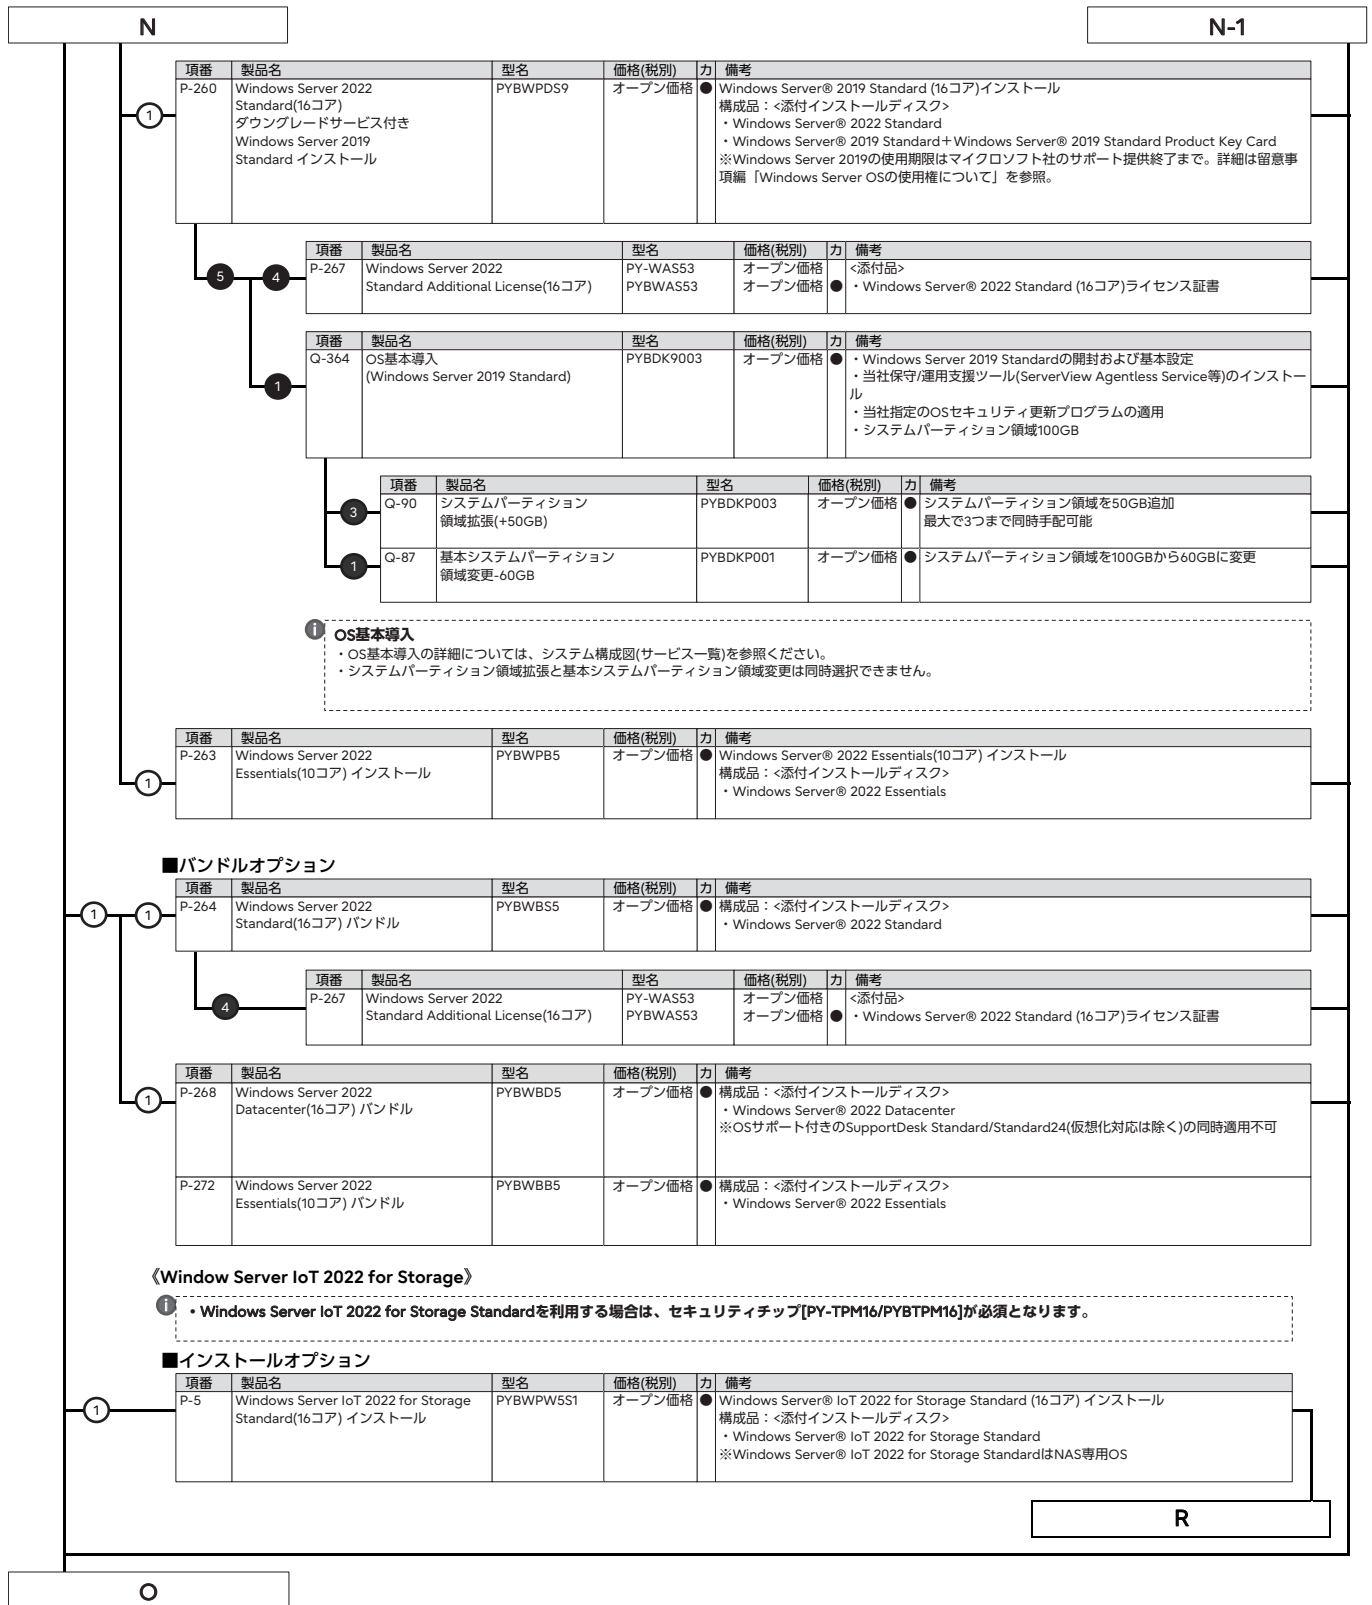 N
N-1
項番 製品名 型名 価格(税別) カ 備考
P-260 Windows Server 2022 PYBWPDS9 オープン価格 ● Windows Server® 2019 Standard (16コア)インストール
Standard(16コア) 構成品：<添付インストールディスク>
ダウングレードサービス付き ・Windows Server® 2022 Standard
Windows Server 2019 ・Windows Server® 2019 Standard＋Windows Server® 2019 Standard Product Key Card
Standard インストール ※Windows Server 2019の使用期限はマイクロソフト社のサポート提供終了まで。詳細は留意事
項編「Windows Server OSの使用権について」を参照。
1
項番 製品名 型名 価格(税別) カ 備考
5 4 P-267 Windows Server 2022 PY-WAS53 オープン価格 <添付品>
Standard Additional License(16コア) PYBWAS53 オープン価格 ● ・Windows Server® 2022 Standard (16コア)ライセンス証書
項番 製品名 型名 価格(税別) カ 備考
Q-364 OS基本導入 PYBDK9003 オープン価格 ● ・Windows Server 2019 Standardの開封および基本設定
(Windows Server 2019 Standard) ・当社保守/運用支援ツール(ServerView Agentless Service等)のインストー
1 ル
・当社指定のOSセキュリティ更新プログラムの適用
・システムパーティション領域100GB
項番 製品名 型名 価格(税別) カ 備考
3 Q-90 システムパーティション PYBDKP003 オープン価格 ● システムパーティション領域を50GB追加
領域拡張(+50GB) 最大で3つまで同時手配可能
1 Q-87 基本システムパーティション PYBDKP001 オープン価格 ● システムパーティション領域を100GBから60GBに変更
領域変更-60GB
i OS基本導入
・OS基本導入の詳細については、システム構成図(サービス一覧)を参照ください。
・システムパーティション領域拡張と基本システムパーティション領域変更は同時選択できません。
項番 製品名 型名 価格(税別) カ 備考
P-263 Windows Server 2022 PYBWPB5 オープン価格 ● Windows Server® 2022 Essentials(10コア) インストール
1 Essentials(10コア) インストール 構成品：<添付インストールディスク>
・Windows Server® 2022 Essentials
■バンドルオプション
項番 製品名 型名 価格(税別) カ 備考
1 1 P-264 Windows Server 2022 PYBWBS5 オープン価格 ● 構成品：<添付インストールディスク>
Standard(16コア) バンドル ・Windows Server® 2022 Standard
項番 製品名 型名 価格(税別) カ 備考
4 P-267 Windows Server 2022 PY-WAS53 オープン価格 <添付品>
Standard Additional License(16コア) PYBWAS53 オープン価格 ● ・Windows Server® 2022 Standard (16コア)ライセンス証書
項番 製品名 型名 価格(税別) カ 備考
1 P-268 Windows Server 2022 PYBWBD5 オープン価格 ● 構成品：<添付インストールディスク>
Datacenter(16コア) バンドル ・Windows Server® 2022 Datacenter
※OSサポート付きのSupportDesk Standard/Standard24(仮想化対応は除く)の同時適用不可
P-272 Windows Server 2022 PYBWBB5 オープン価格 ● 構成品：<添付インストールディスク>
Essentials(10コア) バンドル ・Windows Server® 2022 Essentials
《Window Server IoT 2022 for Storage》
i ・Windows Server IoT 2022 for Storage Standardを利用する場合は、セキュリティチップ[PY-TPM16/PYBTPM16]が必須となります。
■インストールオプション
項番 製品名 型名 価格(税別) カ 備考
1 P-5 Windows Server IoT 2022 for Storage PYBWPW5S1 オープン価格 ● Windows Server® IoT 2022 for Storage Standard (16コア) インストール
Standard(16コア) インストール 構成品：<添付インストールディスク>
・Windows Server® IoT 2022 for Storage Standard
※Windows Server® IoT 2022 for Storage StandardはNAS専用OS
R
O